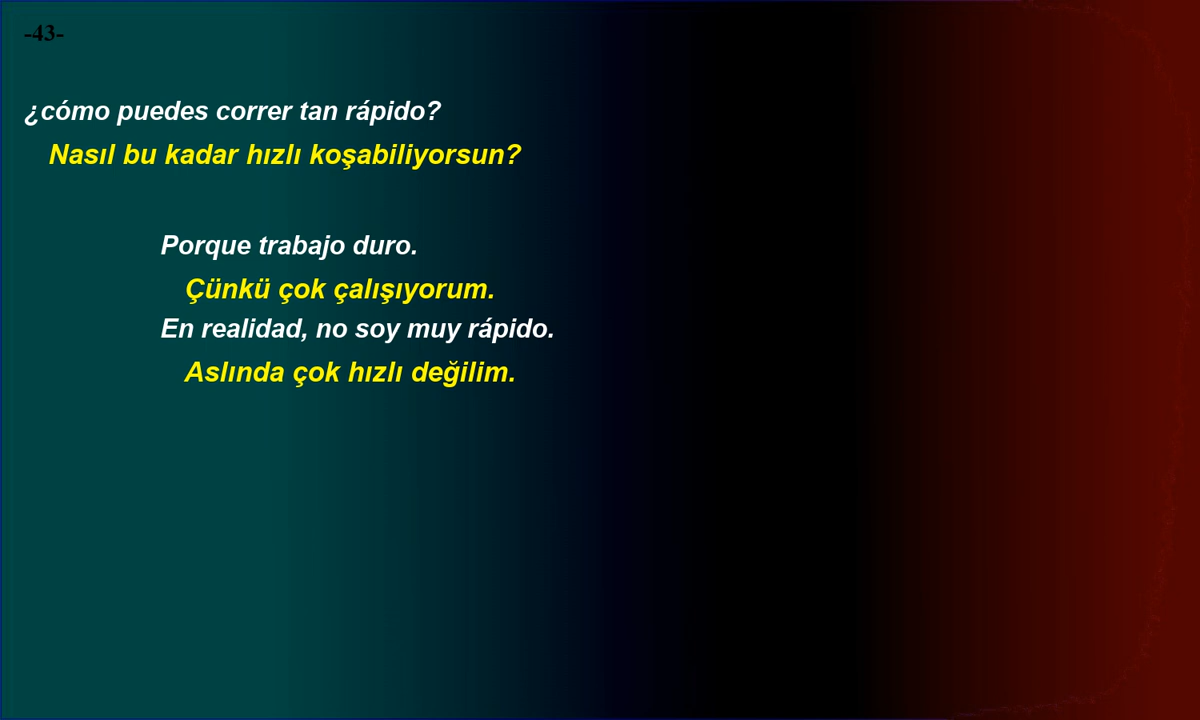 -43-
¿cómo puedes correr tan rápido?
Nasıl bu kadar hızlı koşabiliyorsun?
Porque trabajo duro.
Çünkü çok çalışıyorum.
En realidad, no soy muy rápido.
Aslında çok hızlı değilim.